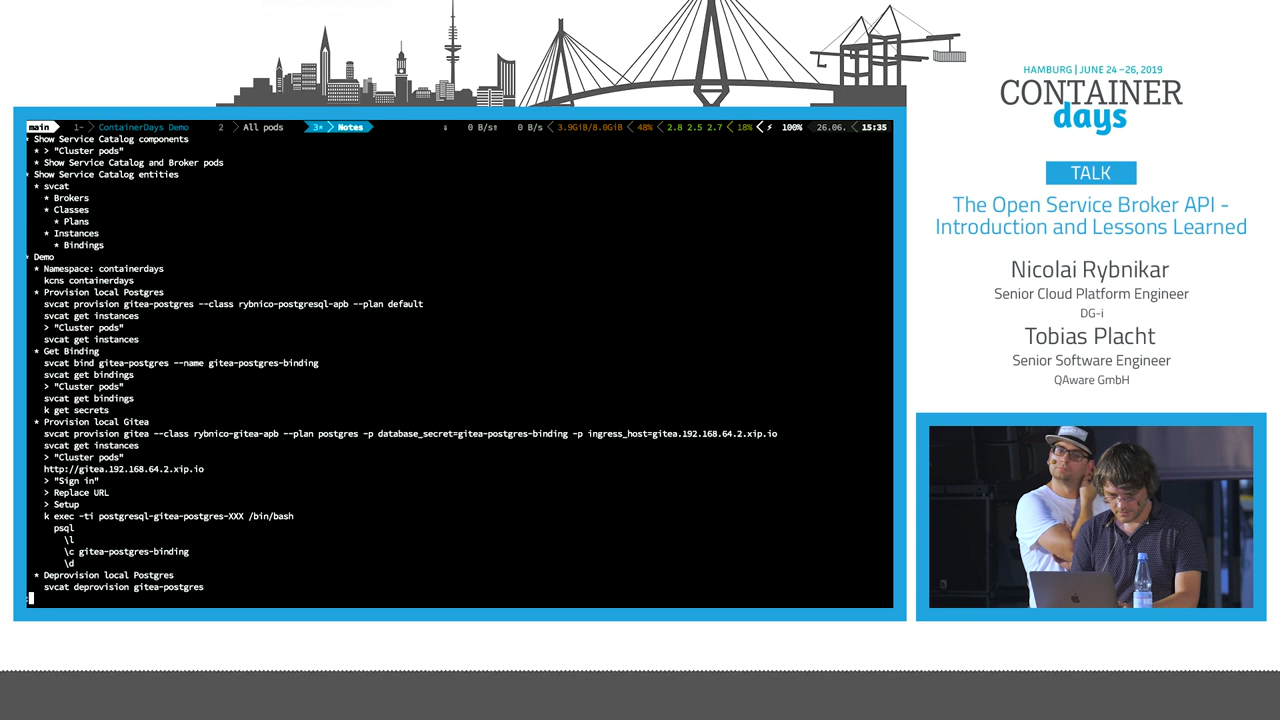 HAMBURG | JUNE 24 – 26, 2019
CONTAINER
days
TALK
The Open Service Broker API -
Introduction and Lessons Learned
Nicolai Rybnikar
Senior Cloud Platform Engineer
DG-i
Tobias Placht
Senior Software Engineer
QAware GmbH
main 1- ContainerDays Demo 2 All pods 3* Notes ⇓ 0 B/s⇑ 0 B/s 3.9GiB/8.0GiB 48% 2.8 2.5 2.7 18% ⚡ 100% 26.06. 15:35
* Show Service Catalog components
* > "Cluster pods"
* Show Service Catalog and Broker pods
* Show Service Catalog entities
* svcat
* Brokers
* Classes
* Plans
* Instances
* Bindings
* Demo
* Namespace: containerdays
kcns containerdays
* Provision local Postgres
svcat provision gitea-postgres --class rybnico-postgresql-apb --plan default
svcat get instances
> "Cluster pods"
svcat get instances
* Get Binding
svcat bind gitea-postgres --name gitea-postgres-binding
svcat get bindings
> "Cluster pods"
svcat get bindings
k get secrets
* Provision local Gitea
svcat provision gitea --class rybnico-gitea-apb --plan postgres -p database_secret=gitea-postgres-binding -p ingress_host=gitea.192.168.64.2.xip.io
svcat get instances
> "Cluster pods"
http://gitea.192.168.64.2.xip.io
> "Sign in"
> Replace URL
> Setup
k exec -ti postgresql-gitea-postgres-XXX /bin/bash
psql
\l
\c gitea-postgres-binding
\d
* Deprovision local Postgres
svcat deprovision gitea-postgres
: